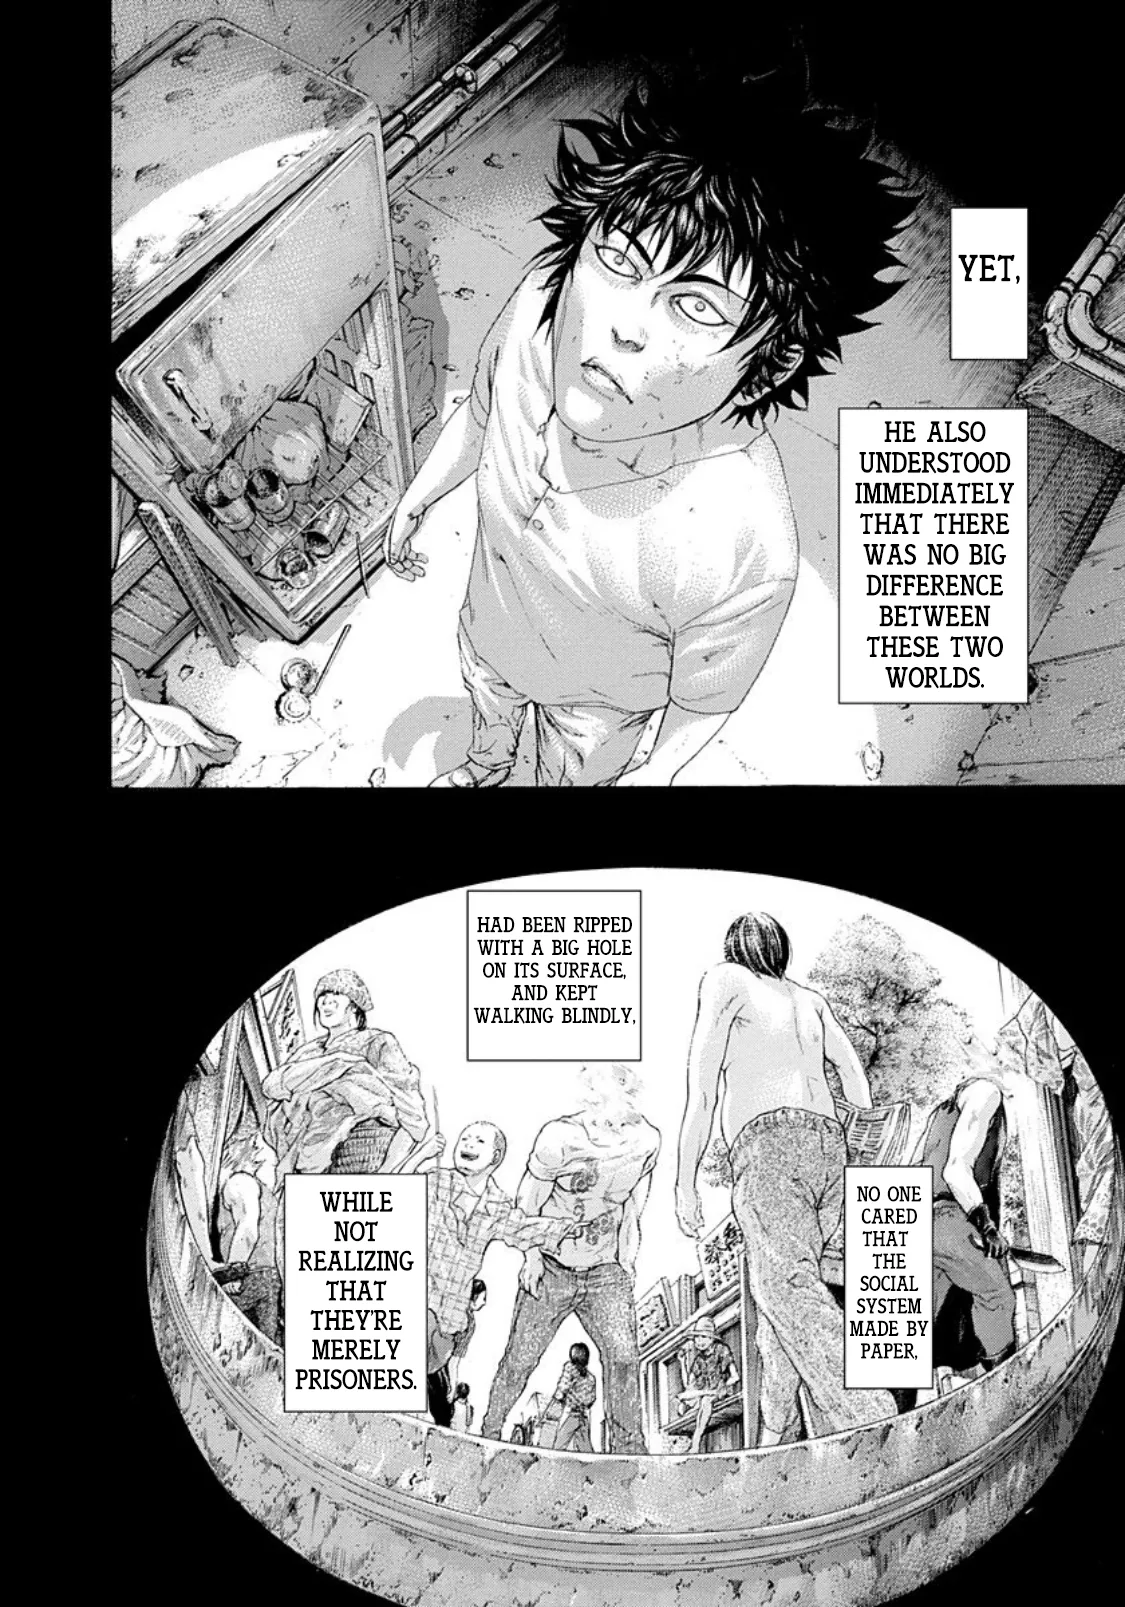 YET,
HE ALSO
UNDERSTOOD
IMMEDIATELY
THAT THERE
WAS NO BIG
DIFFERENCE
BETWEEN
THESE TWO
WORLDS.
NO ONE
CARED
THAT
THE
SOCIAL
SYSTEM
MADE BY
PAPER,
HAD BEEN RIPPED
WITH A BIG HOLE
ON ITS SURFACE,
AND KEPT
WALKING BLINDLY,
WHILE
NOT
REALIZING
THAT
THEY'RE
MERELY
PRISONERS.